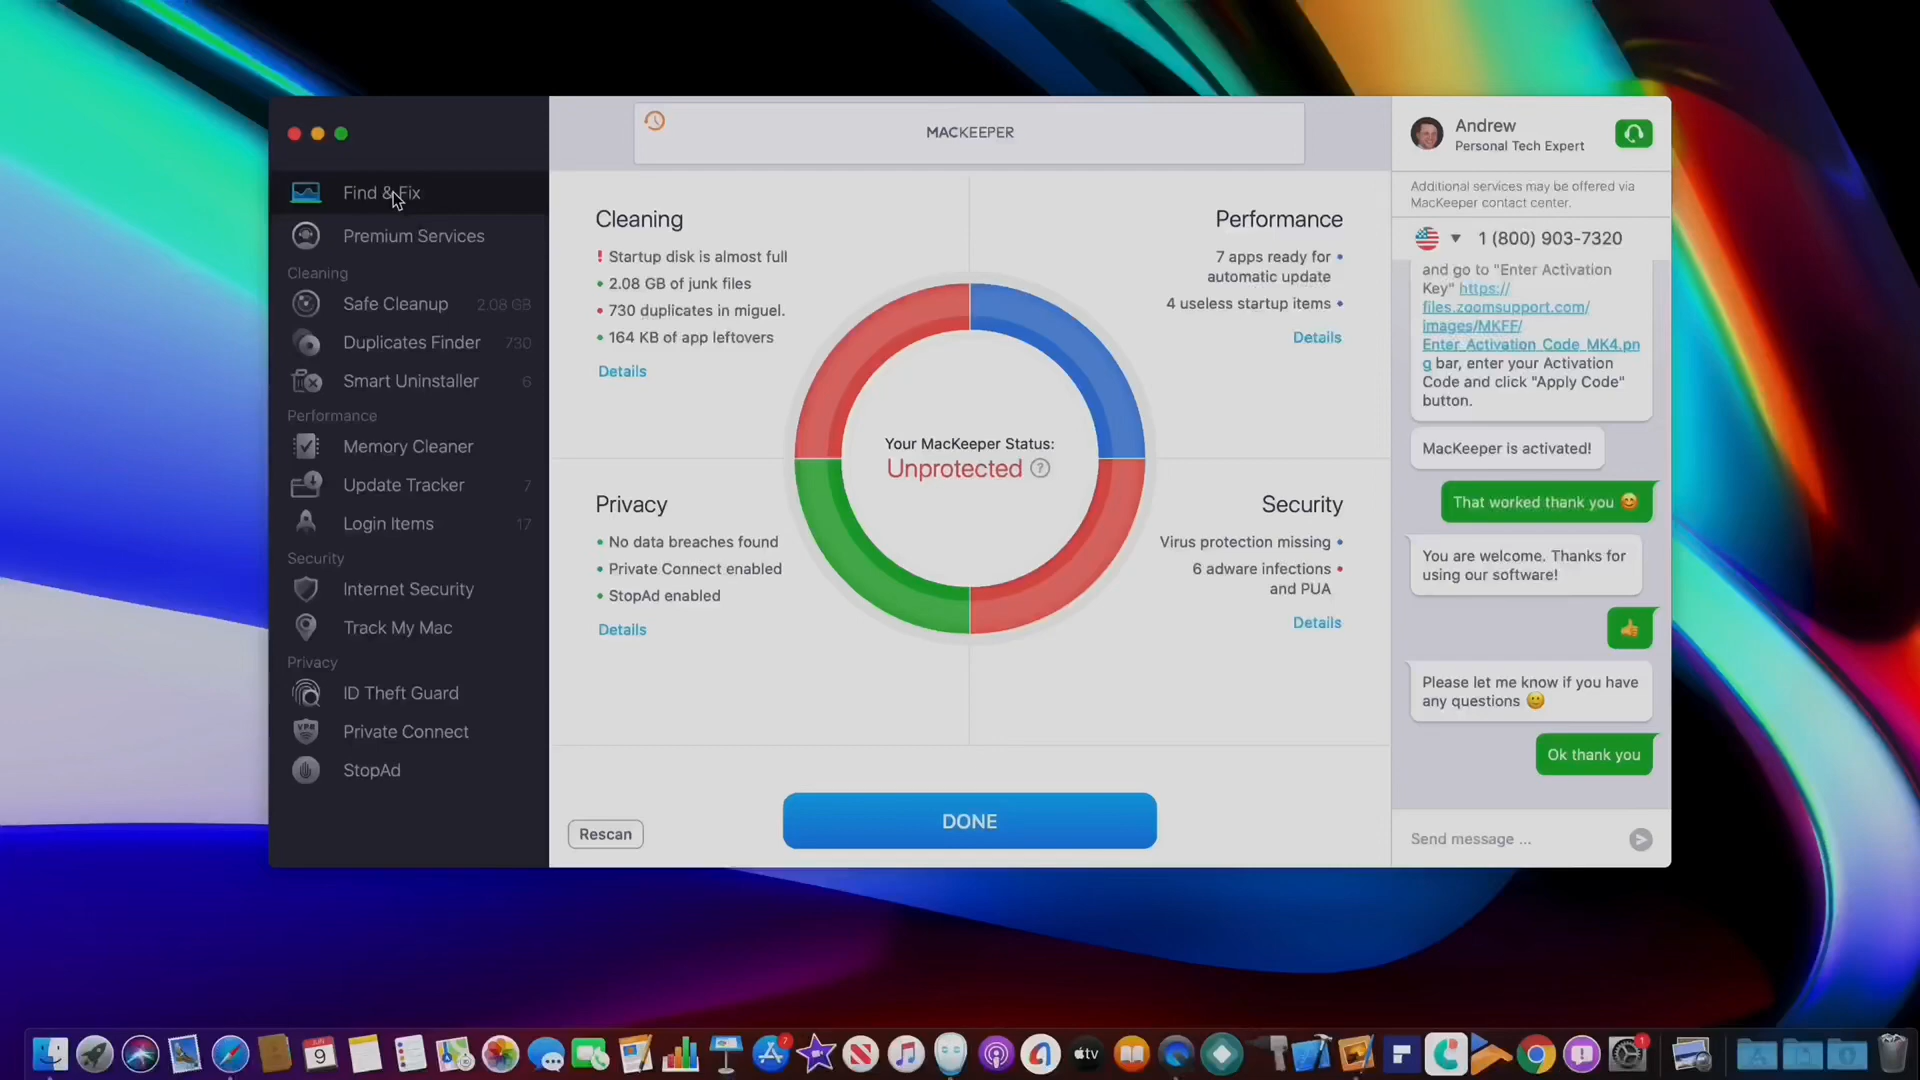 MACKEEPER
Find & Fix
Premium Services
Cleaning
Safe Cleanup 2.08 GB
Duplicates Finder 730
Smart Uninstaller 6
Performance
Memory Cleaner
Update Tracker 7
Login Items 17
Security
Internet Security
Track My Mac
Privacy
ID Theft Guard
VPN
Private Connect
StopAd
Cleaning
! Startup disk is almost full
• 2.08 GB of junk files
• 730 duplicates in miguel.
• 164 KB of app leftovers
Details
Performance
7 apps ready for •
automatic update
4 useless startup items •
Details
Your MacKeeper Status:
Unprotected ?
Privacy
• No data breaches found
• Private Connect enabled
• StopAd enabled
Details
Security
Virus protection missing •
6 adware infections •
and PUA
Details
Rescan
DONE
Andrew
Personal Tech Expert
Additional services may be offered via
MacKeeper contact center.
1 (800) 903-7320
and go to "Enter Activation
Key" https://
files.zoomsupport.com/
images/MKFF/
Enter_Activation_Code_MK4.pn
g bar, enter your Activation
Code and click "Apply Code"
button.
MacKeeper is activated!
That worked thank you 😊
You are welcome. Thanks for
using our software!
👍
Please let me know if you have
any questions 🙂
Ok thank you
Send message ...
JUN
9
7
tv
1